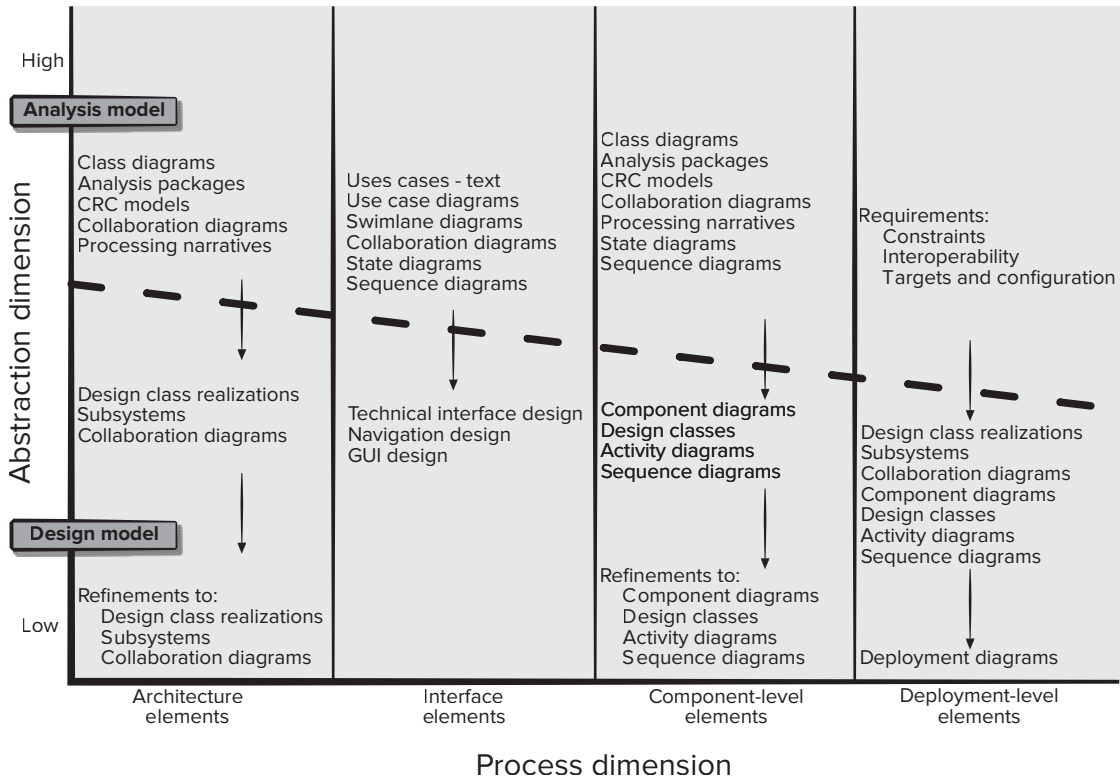 High
Analysis model
Abstraction dimension
Design model
Low
Class diagrams
Analysis packages
CRC models
Collaboration diagrams
Processing narratives
Design class realizations
Subsystems
Collaboration diagrams
Refinements to:
Design class realizations
Subsystems
Collaboration diagrams
Architecture
elements
Uses cases - text
Use case diagrams
Swimlane diagrams
Collaboration diagrams
State diagrams
Sequence diagrams
Technical interface design
Navigation design
GUI design
Interface
elements
Class diagrams
Analysis packages
CRC models
Collaboration diagrams
Processing narratives
State diagrams
Sequence diagrams
Component diagrams
Design classes
Activity diagrams
Sequence diagrams
Refinements to:
Component diagrams
Design classes
Activity diagrams
Sequence diagrams
Component-level
elements
Requirements:
Constraints
Interoperability
Targets and configuration
Design class realizations
Subsystems
Collaboration diagrams
Component diagrams
Design classes
Activity diagrams
Sequence diagrams
Deployment diagrams
Deployment-level
elements
Process dimension